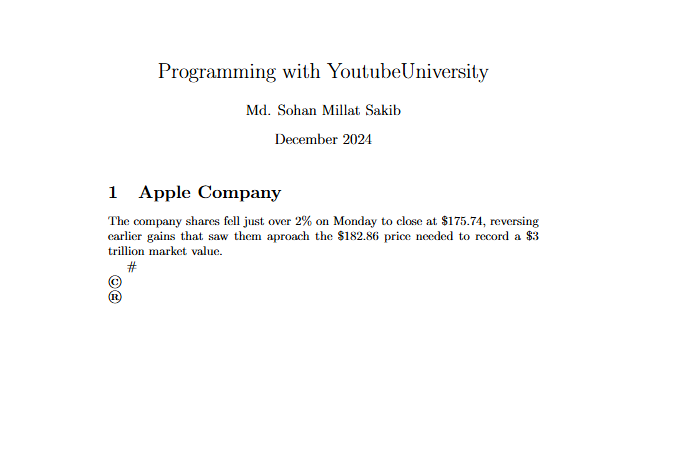 Programming with YoutubeUniversity
Md. Sohan Millat Sakib
December 2024
1 Apple Company
The company shares fell just over 2% on Monday to close at $175.74, reversing
earlier gains that saw them aproach the $182.86 price needed to record a $3
trillion market value.
#
©
®